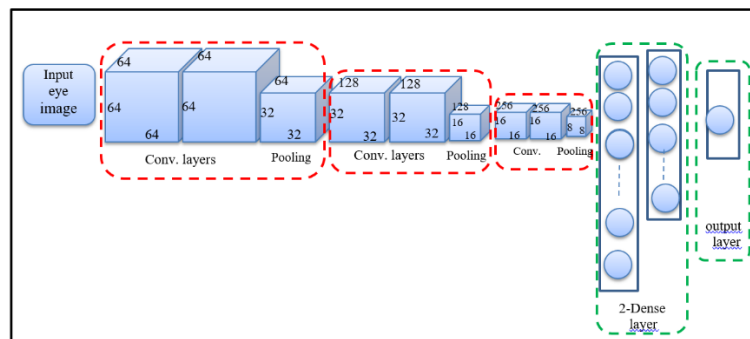 Input
eye
image
64
64
64
64
64
64
64
32
32
Conv. layers
Pooling
128
128
32
32
32
32
128
16
16
Conv. layers
Pooling
256
256
16
16
16
16
256
8
8
Conv.
Pooling
2-Dense
layer
output
layer